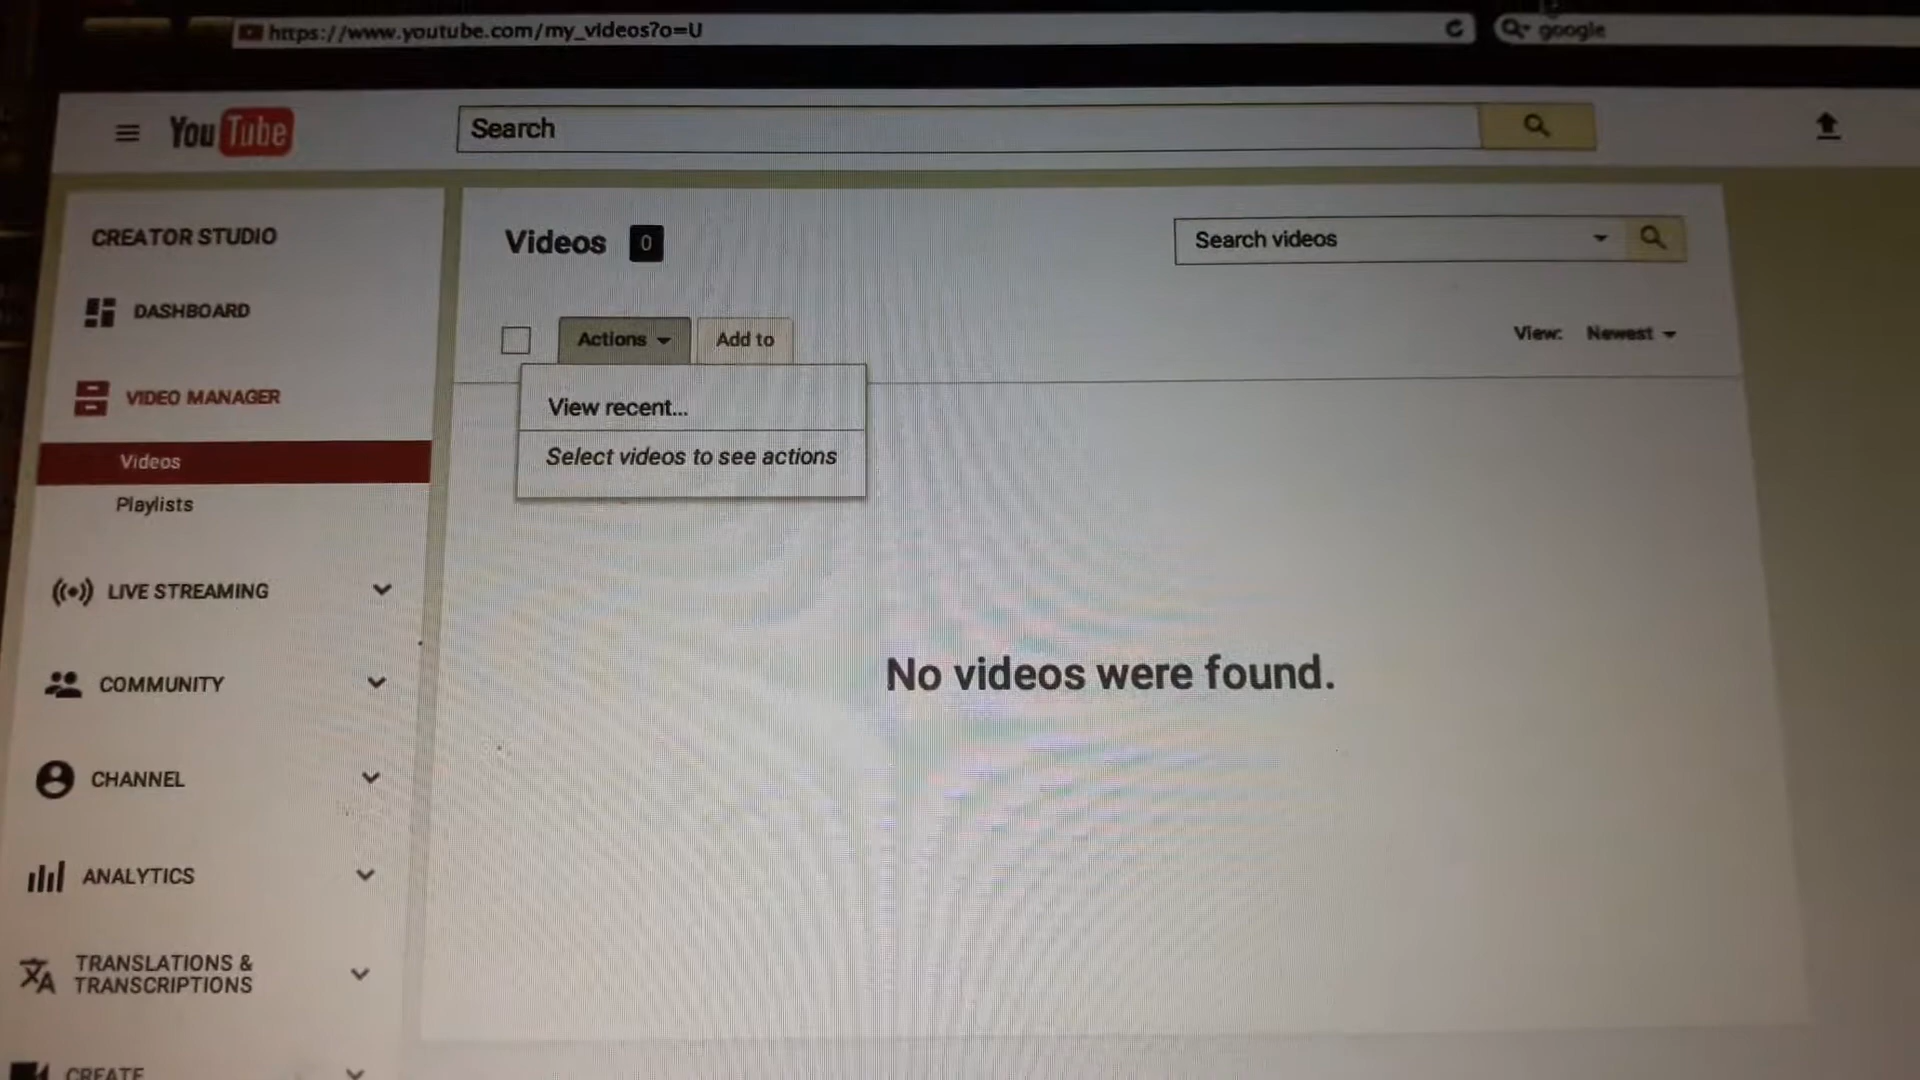 https://www.youtube.com/my_videos?o=U
google
YouTube
Search
CREATOR STUDIO
Videos 0
Search videos
DASHBOARD
Actions
Add to
View: Newest
VIDEO MANAGER
View recent...
Select videos to see actions
Videos
Playlists
LIVE STREAMING
COMMUNITY
No videos were found.
CHANNEL
ANALYTICS
TRANSLATIONS &
TRANSCRIPTIONS
CREATE